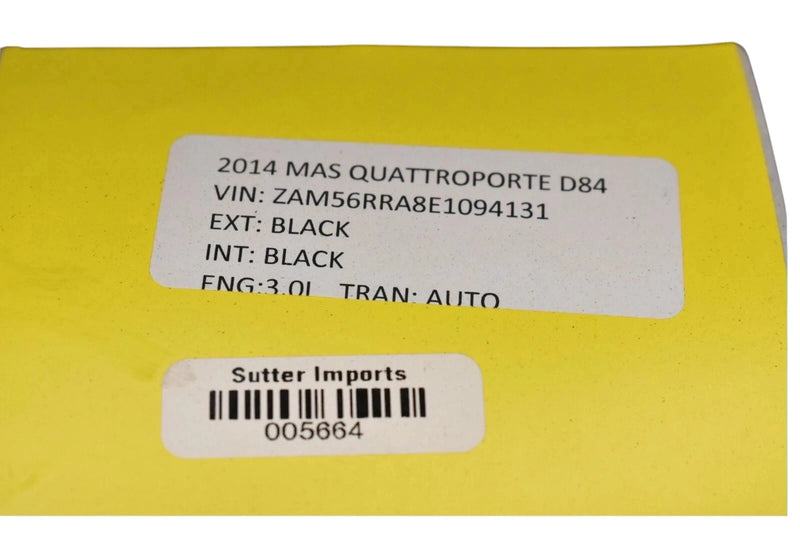 2014 MAS QUATTROPORTE D84
VIN: ZAM56RRA8E1094131
EXT: BLACK
INT: BLACK
ENG:3.0L TRAN: AUTO
Sutter Imports
005664